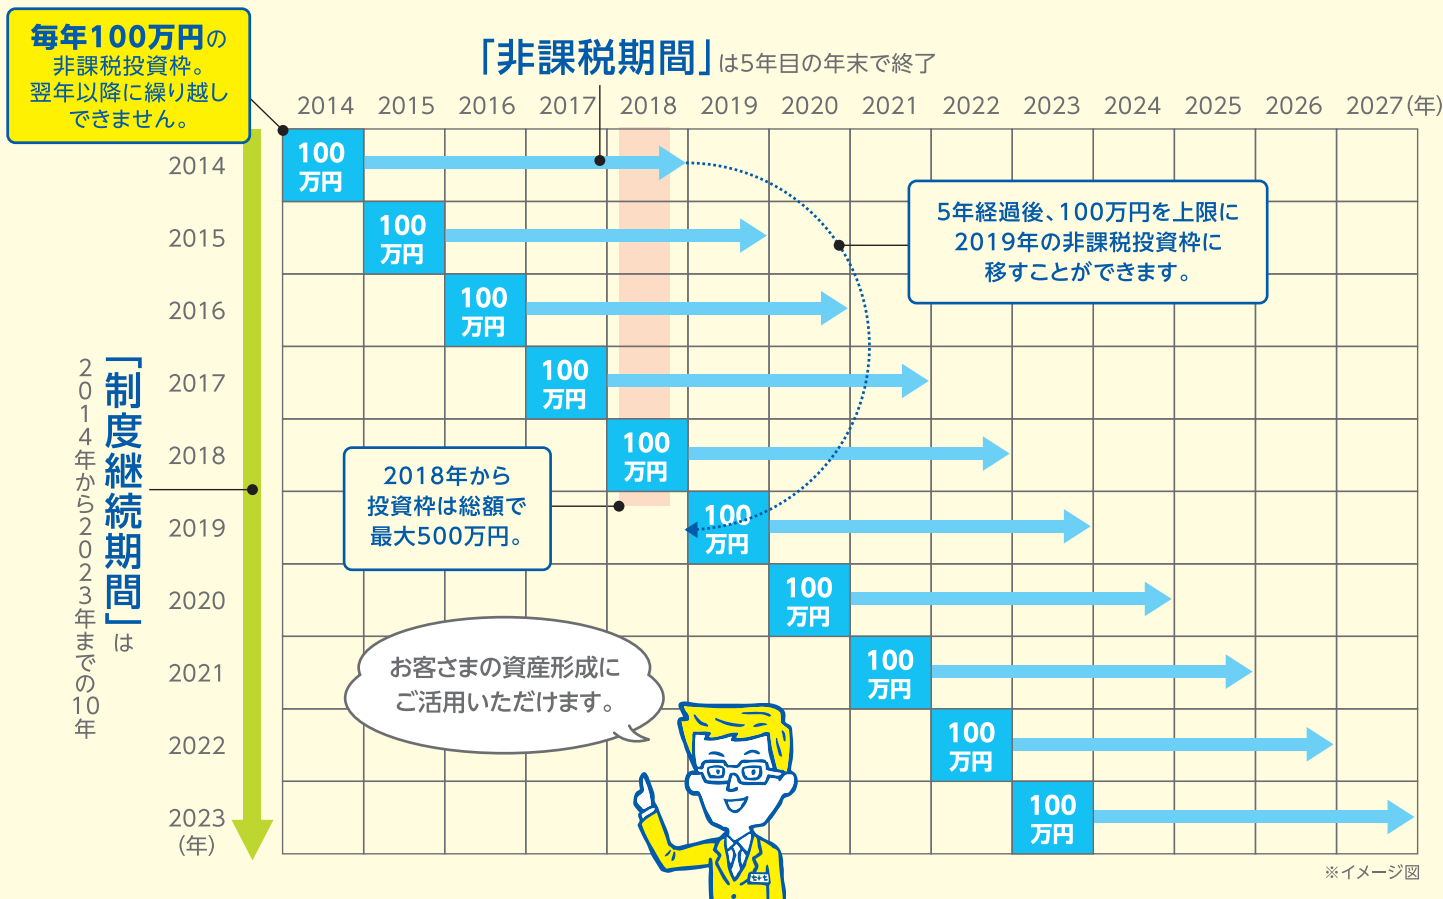 毎年100万円の
非課税投資枠。
翌年以降に繰り越し
できません。
「非課税期間」は5年目の年末で終了
2014 2015 2016 2017 2018 2019 2020 2021 2022 2023 2024 2025 2026 2027(年)
2014
100
万円
2015
100
万円
5年経過後、100万円を上限に
2019年の非課税投資枠に
移すことができます。
2016
100
万円
2017
100
万円
「制度継続期間」は
2014年から2023年までの10年
2018
100
万円
2018年から
投資枠は総額で
最大500万円。
2019
100
万円
2020
100
万円
2021
100
万円
お客さまの資産形成に
ご活用いただけます。
2022
100
万円
2023
(年)
100
万円
※イメージ図